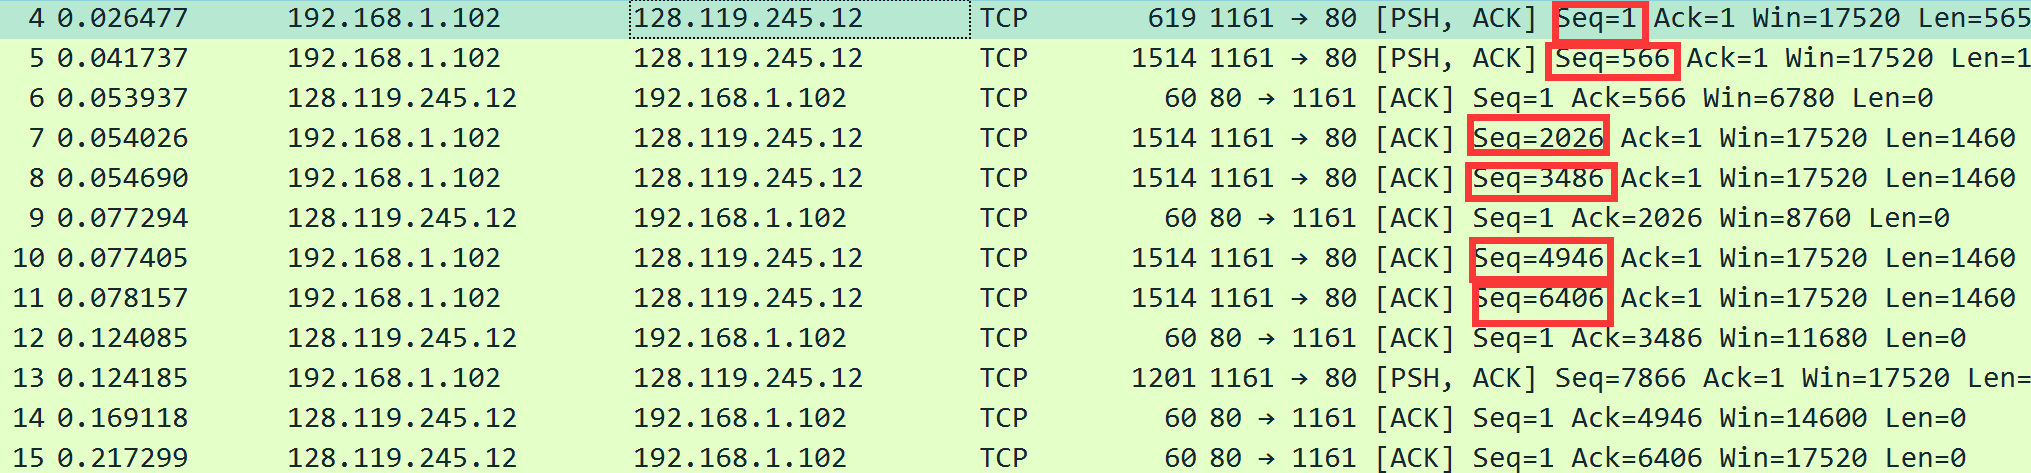 4 0.026477 192.168.1.102 128.119.245.12 TCP 619 1161 → 80 [PSH, ACK] Seq=1 Ack=1 Win=17520 Len=565
5 0.041737 192.168.1.102 128.119.245.12 TCP 1514 1161 → 80 [PSH, ACK] Seq=566 Ack=1 Win=17520 Len=1
6 0.053937 128.119.245.12 192.168.1.102 TCP 60 80 → 1161 [ACK] Seq=1 Ack=566 Win=6780 Len=0
7 0.054026 192.168.1.102 128.119.245.12 TCP 1514 1161 → 80 [ACK] Seq=2026 Ack=1 Win=17520 Len=1460
8 0.054690 192.168.1.102 128.119.245.12 TCP 1514 1161 → 80 [ACK] Seq=3486 Ack=1 Win=17520 Len=1460
9 0.077294 128.119.245.12 192.168.1.102 TCP 60 80 → 1161 [ACK] Seq=1 Ack=2026 Win=8760 Len=0
10 0.077405 192.168.1.102 128.119.245.12 TCP 1514 1161 → 80 [ACK] Seq=4946 Ack=1 Win=17520 Len=1460
11 0.078157 192.168.1.102 128.119.245.12 TCP 1514 1161 → 80 [ACK] Seq=6406 Ack=1 Win=17520 Len=1460
12 0.124085 128.119.245.12 192.168.1.102 TCP 60 80 → 1161 [ACK] Seq=1 Ack=3486 Win=11680 Len=0
13 0.124185 192.168.1.102 128.119.245.12 TCP 1201 1161 → 80 [PSH, ACK] Seq=7866 Ack=1 Win=17520 Len=
14 0.169118 128.119.245.12 192.168.1.102 TCP 60 80 → 1161 [ACK] Seq=1 Ack=4946 Win=14600 Len=0
15 0.217299 128.119.245.12 192.168.1.102 TCP 60 80 → 1161 [ACK] Seq=1 Ack=6406 Win=17520 Len=0